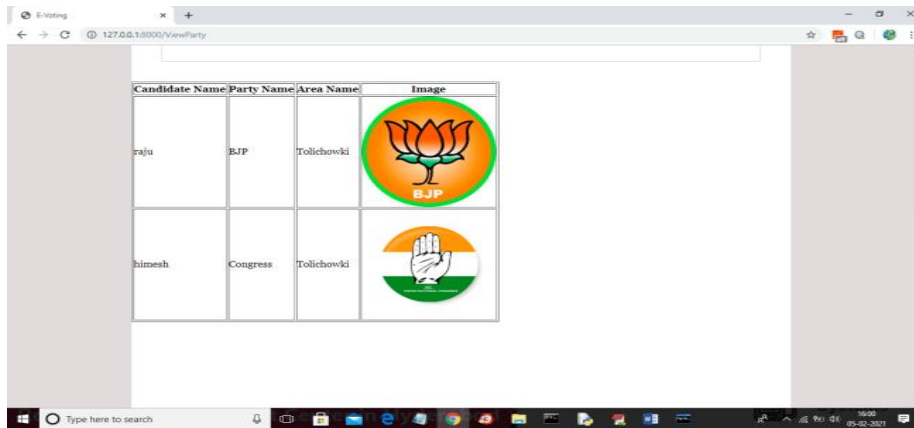 E-Voting
127.0.0.1:8000/ViewParty
Candidate Name Party Name Area Name Image
raju BJP Tolichowki
BJP
himesh Congress Tolichowki
Type here to search
16:00
05-02-2021